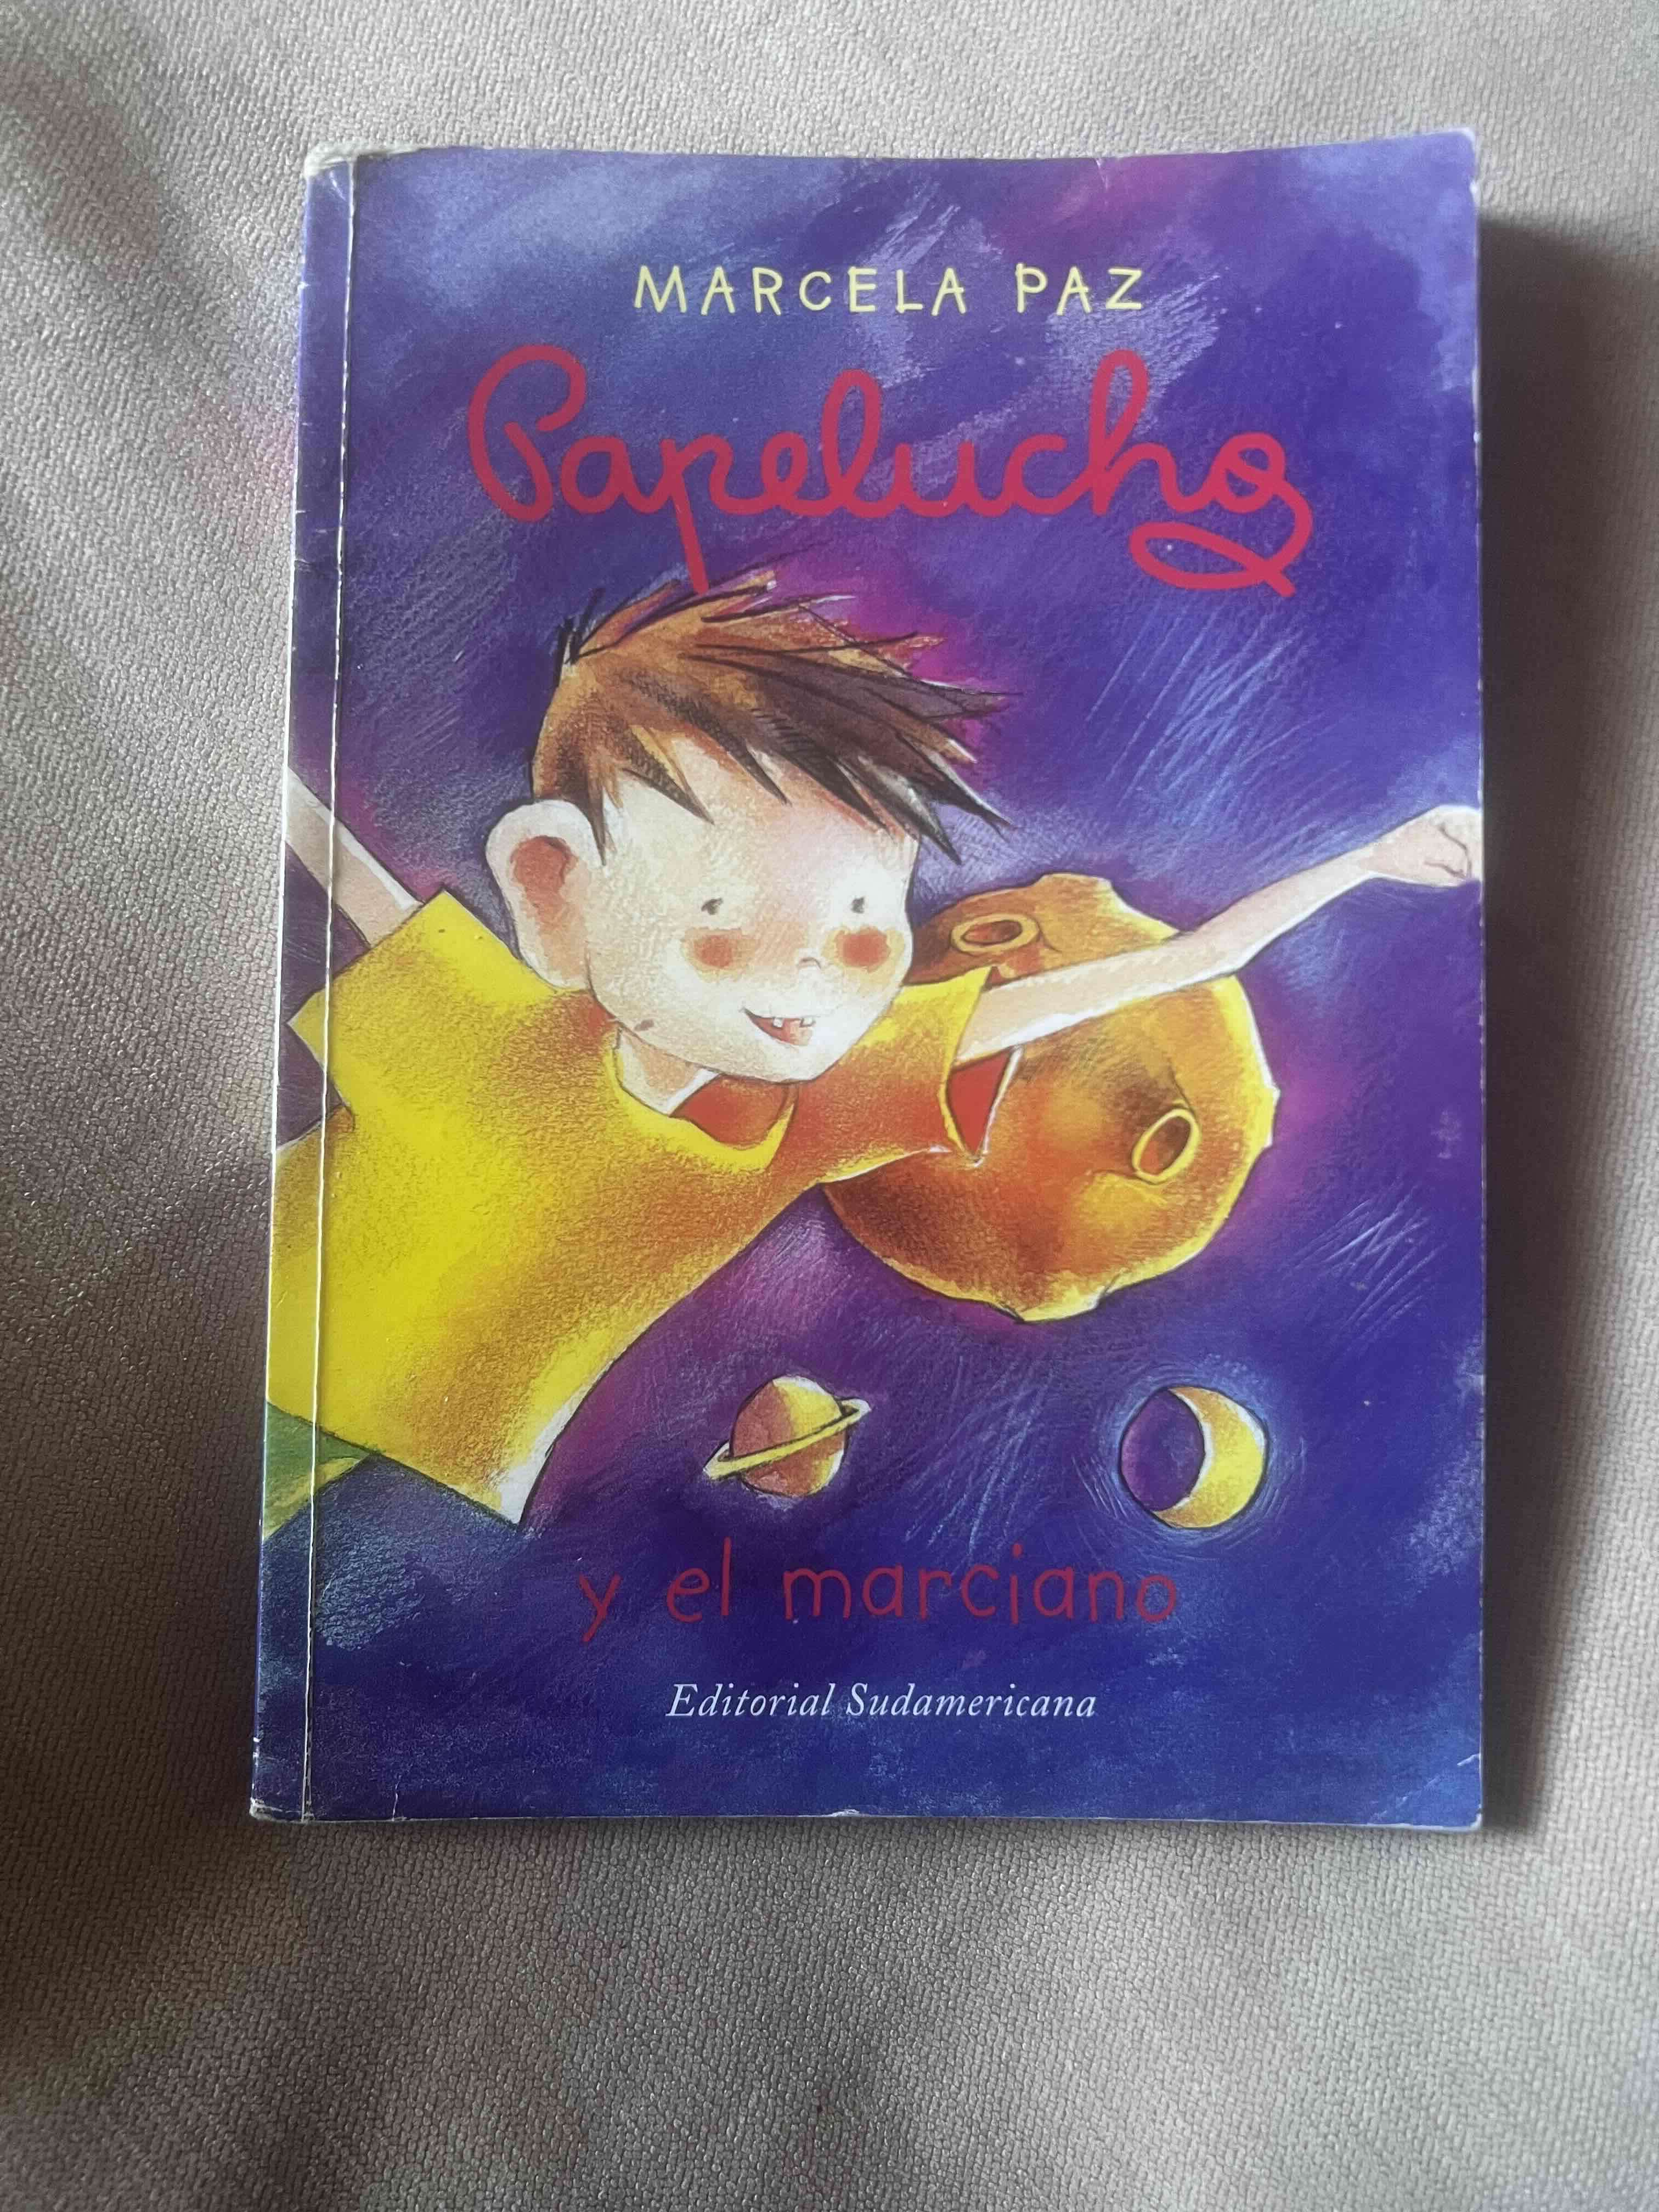 MARCELA PAZ
Papelucho
y el marciano
Editorial Sudamericana